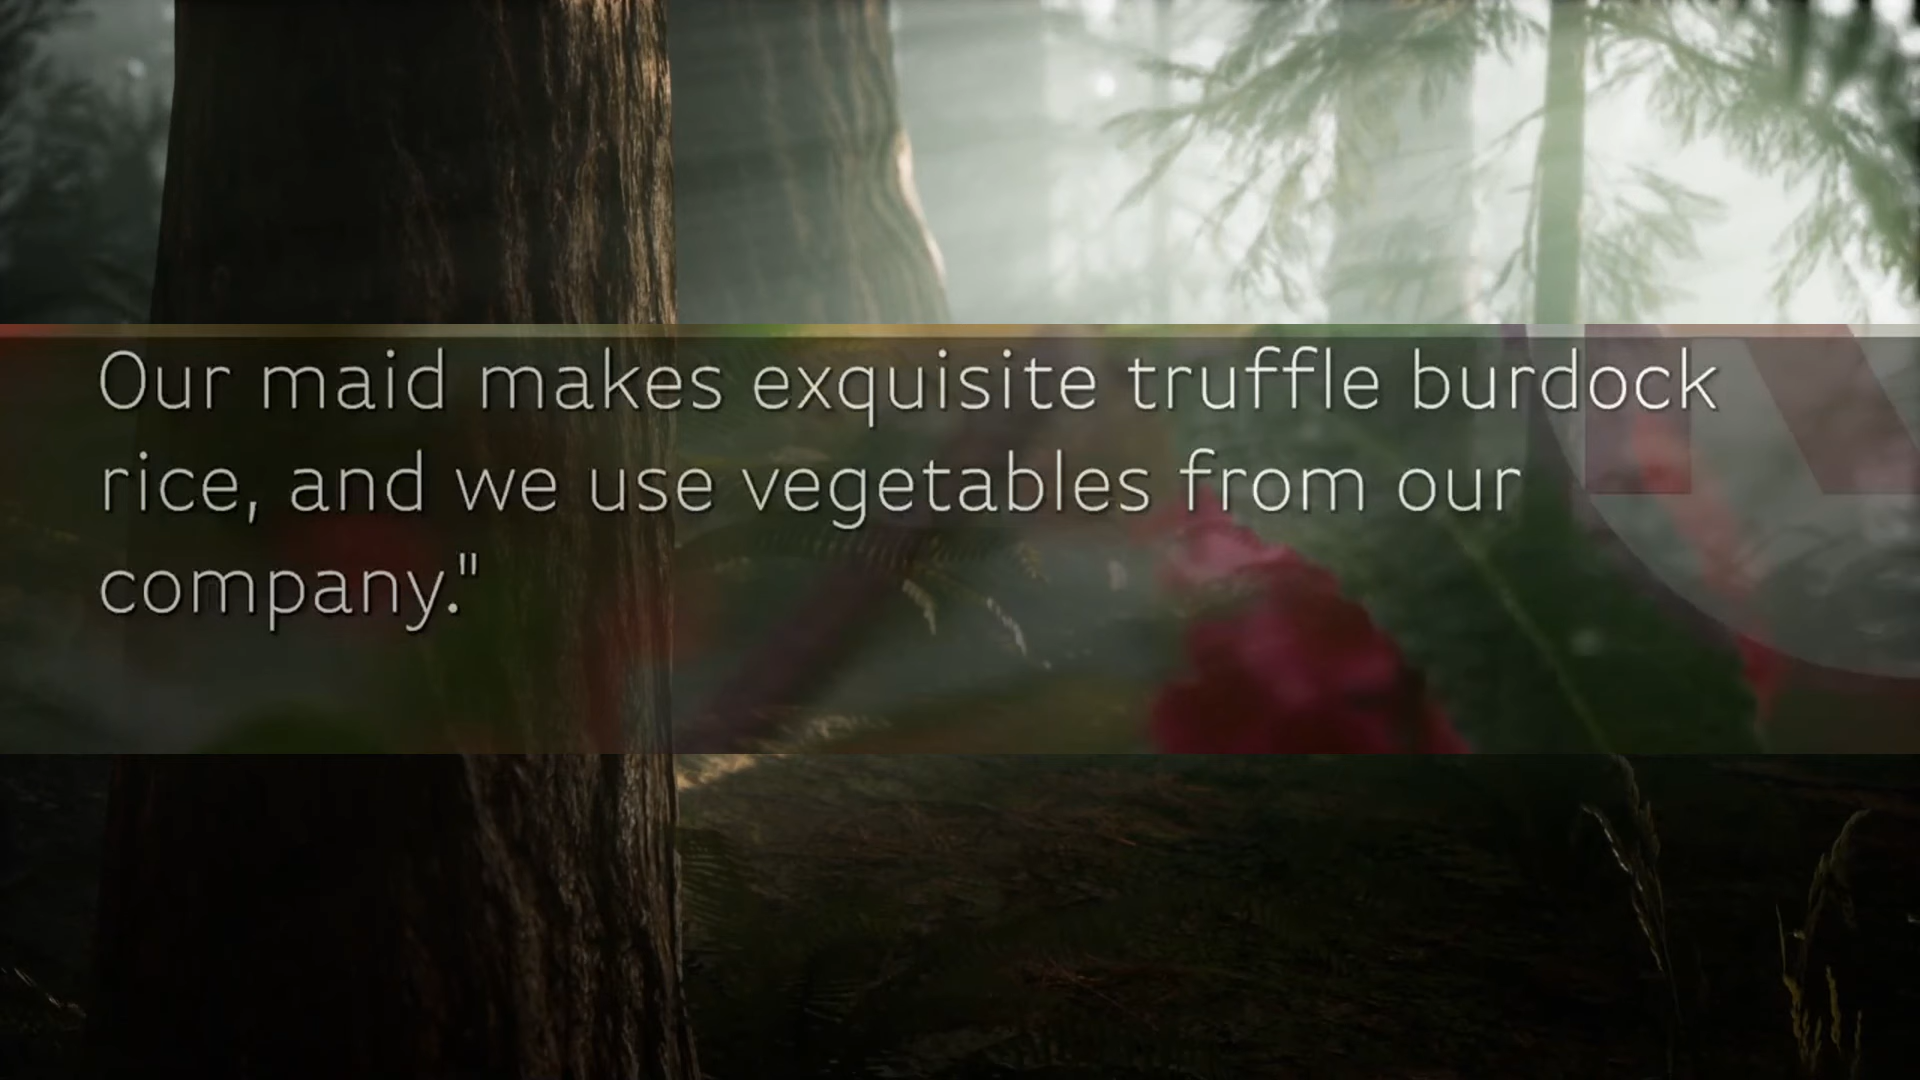 Our maid makes exquisite truffle burdock
rice, and we use vegetables from our
company."